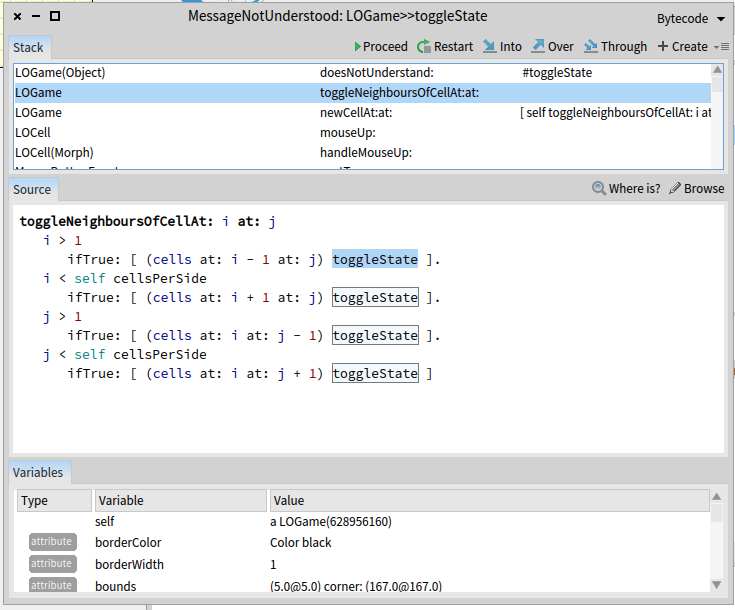 MessageNotUnderstood: LOGame>>toggleState
Bytecode
Stack
Proceed Restart Into Over Through Create
LOGame(Object) doesNotUnderstand: #toggleState
LOGame toggleNeighboursOfCellAt:at:
LOGame newCellAt:at: [ self toggleNeighboursOfCellAt: i at
LOCell mouseUp:
LOCell(Morph) handleMouseUp:
Source
Where is? Browse
toggleNeighboursOfCellAt: i at: j
i > 1
ifTrue: [ (cells at: i - 1 at: j) toggleState ].
i < self cellsPerSide
ifTrue: [ (cells at: i + 1 at: j) toggleState ].
j > 1
ifTrue: [ (cells at: i at: j - 1) toggleState ].
j < self cellsPerSide
ifTrue: [ (cells at: i at: j + 1) toggleState ]
Variables
Type Variable Value
self a LOGame(628956160)
attribute borderColor Color black
attribute borderWidth 1
attribute bounds (5.0@5.0) corner: (167.0@167.0)